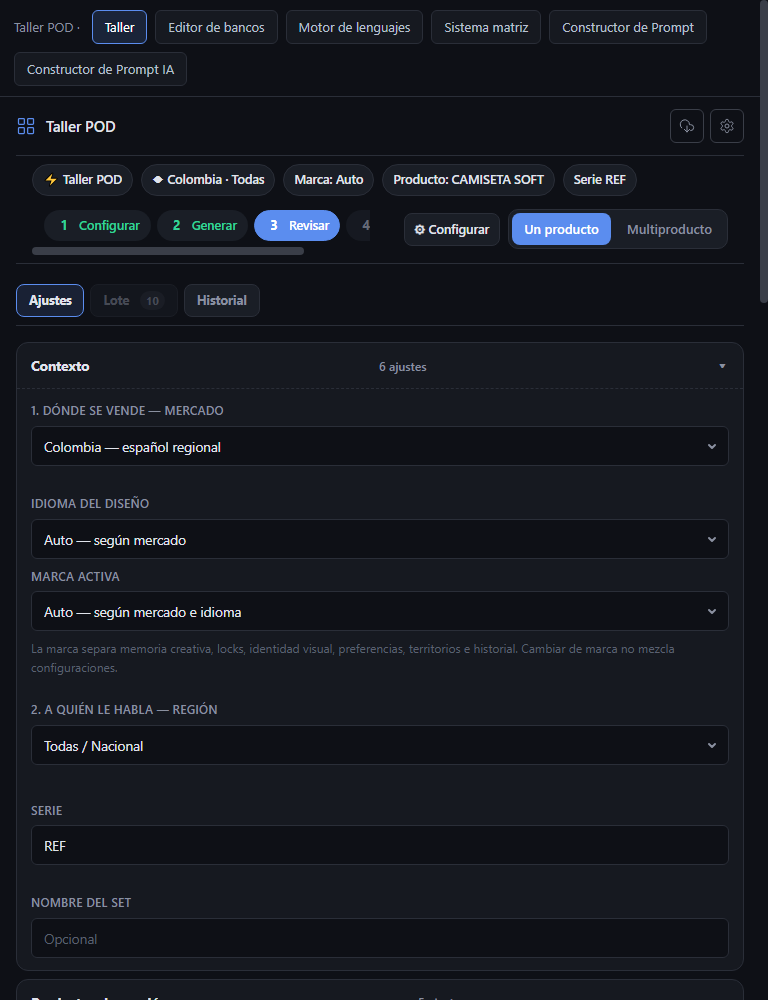 Taller POD · Taller Editor de bancos Motor de lenguajes Sistema matriz Constructor de Prompt
Constructor de Prompt IA
Taller POD
Taller POD Colombia · Todas Marca: Auto Producto: CAMISETA SOFT Serie REF
1 Configurar 2 Generar 3 Revisar 4 Configurar Un producto Multiproducto
Ajustes Lote 10 Historial
Contexto 6 ajustes
1. DÓNDE SE VENDE — MERCADO
Colombia — español regional
IDIOMA DEL DISEÑO
Auto — según mercado
MARCA ACTIVA
Auto — según mercado e idioma
La marca separa memoria creativa, locks, identidad visual, preferencias, territorios e historial. Cambiar de marca no mezcla
configuraciones.
2. A QUIÉN LE HABLA — REGIÓN
Todas / Nacional
SERIE
REF
NOMBRE DEL SET
Opcional